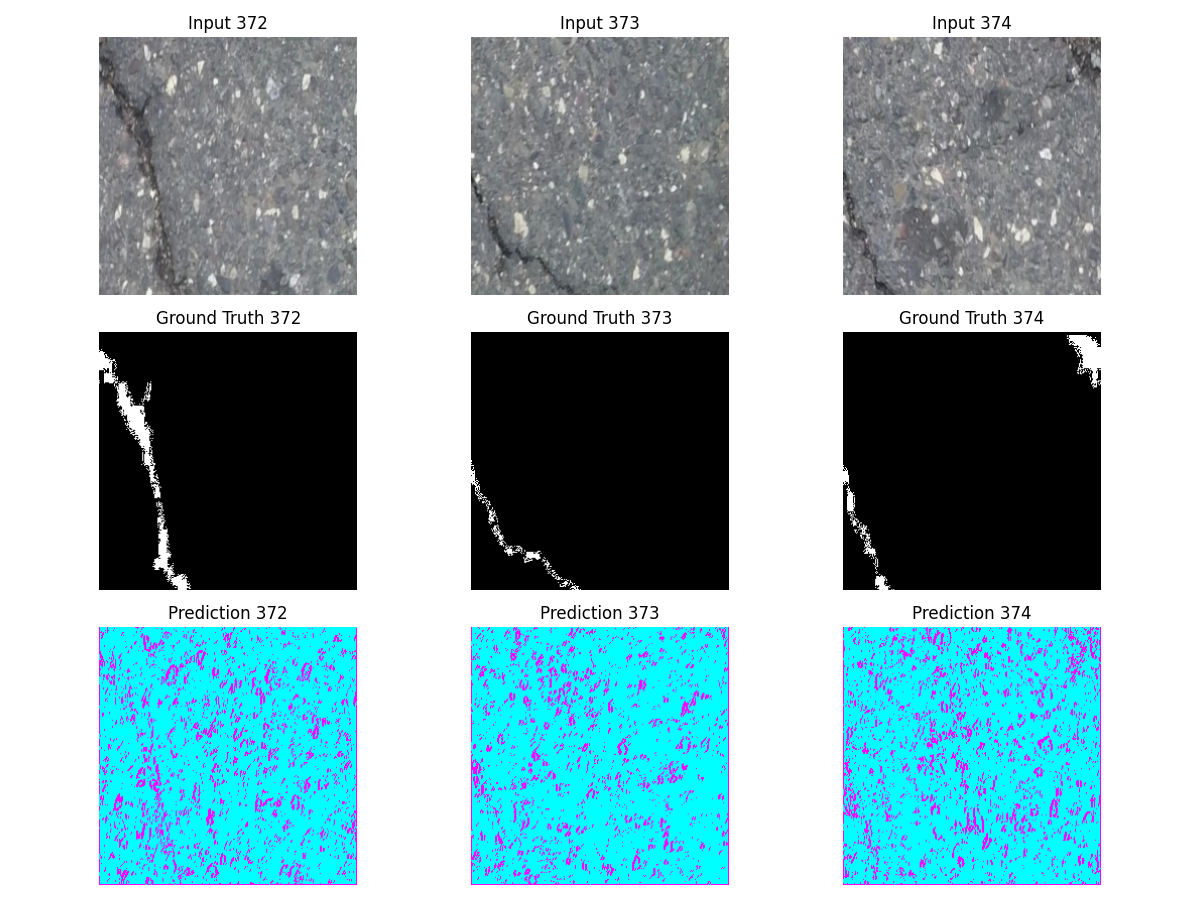 Input 372
Input 373
Input 374
Ground Truth 372
Ground Truth 373
Ground Truth 374
Prediction 372
Prediction 373
Prediction 374